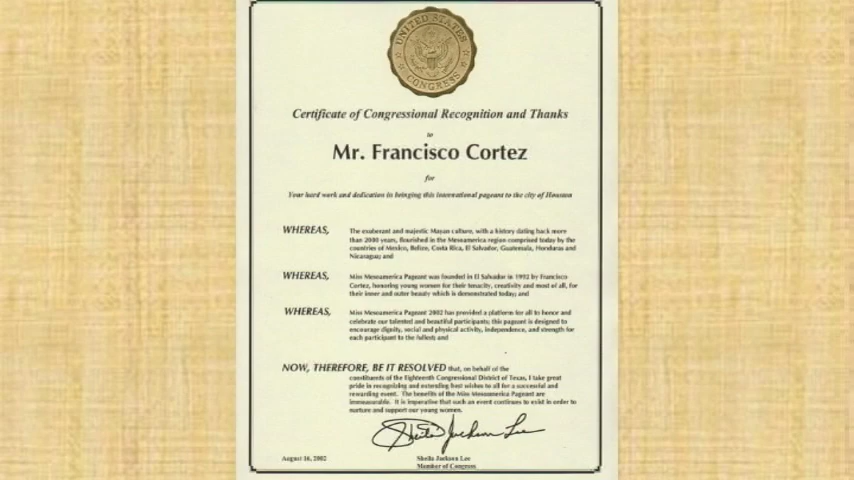 UNITED STATES
CONGRESS
Certificate of Congressional Recognition and Thanks
to
Mr. Francisco Cortez
for
Your hard work and dedication in bringing this international pageant to the city of Houston
WHEREAS, The exuberant and majestic Mayan culture, with a history dating back more
than 2000 years, flourished in the Mesoamerica region comprised today by the
countries of Mexico, Belize, Costa Rica, El Salvador, Guatemala, Honduras and
Nicaragua; and
WHEREAS, Miss Mesoamerica Pageant was founded in El Salvador in 1992 by Francisco
Cortez, honoring young women for their tenacity, creativity and most of all, for
their inner and outer beauty which is demonstrated today; and
WHEREAS, Miss Mesoamerica Pageant 2002 has provided a platform for all to honor and
celebrate our talented and beautiful participants; this pageant is designed to
encourage dignity, social and physical activity, independence, and strength for
each participant to the fullest; and
NOW, THEREFORE, BE IT RESOLVED that, on behalf of the
constituents of the Eighteenth Congressional District of Texas, I take great
pride in recognizing and extending best wishes to all for a successful and
rewarding event. The benefits of the Miss Mesoamerica Pageant are
immeasurable. It is imperative that such an event continues to exist in order to
nurture and support our young women.
Sheila Jackson Lee
August 16, 2002 Sheila Jackson Lee
Member of Congress